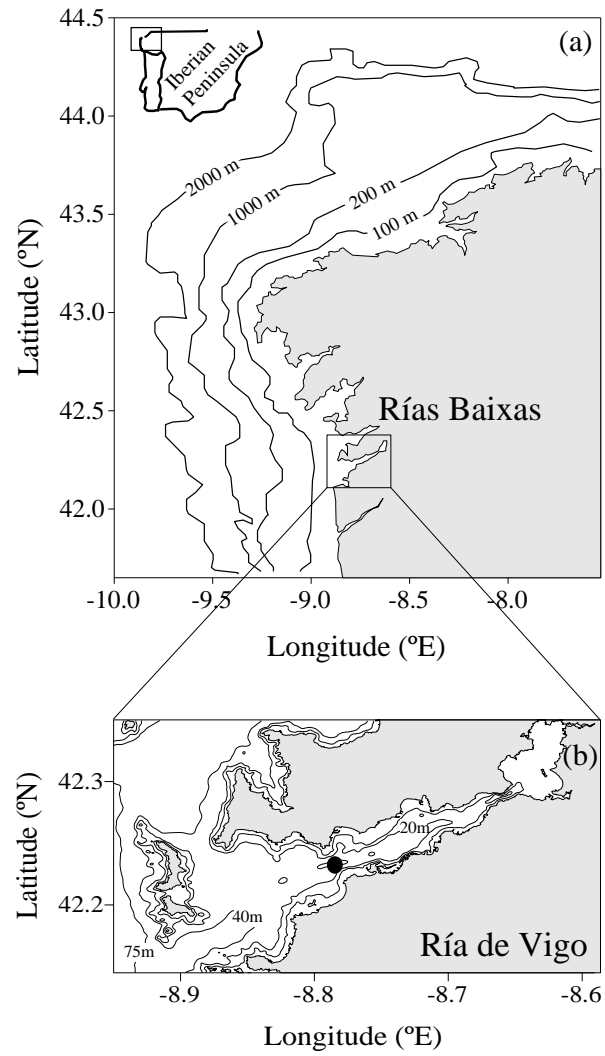 44.5
(a)
Iberian
Peninsula
44.0
2000 m
1000 m
200 m
100 m
43.5
Latitude (ºN)
43.0
42.5
Rías Baixas
42.0
-10.0 -9.5 -9.0 -8.5 -8.0
Longitude (ºE)
(b)
42.3
20m
Latitude (ºN)
42.2
40m
75m
Ría de Vigo
-8.9 -8.8 -8.7 -8.6
Longitude (ºE)